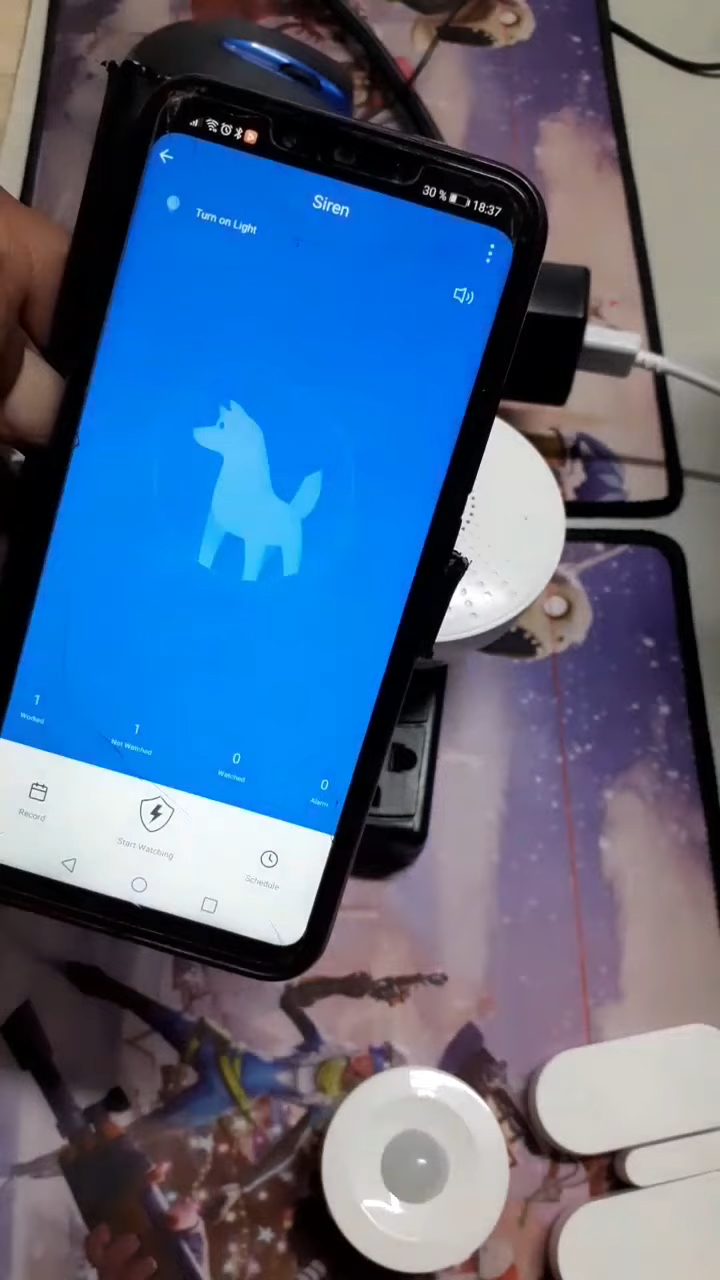 30 % 18:37
Siren
Turn on Light
1
Worked
1
Not Watched
0
Watched
0
Alarm
Record
Start Watching
Schedule